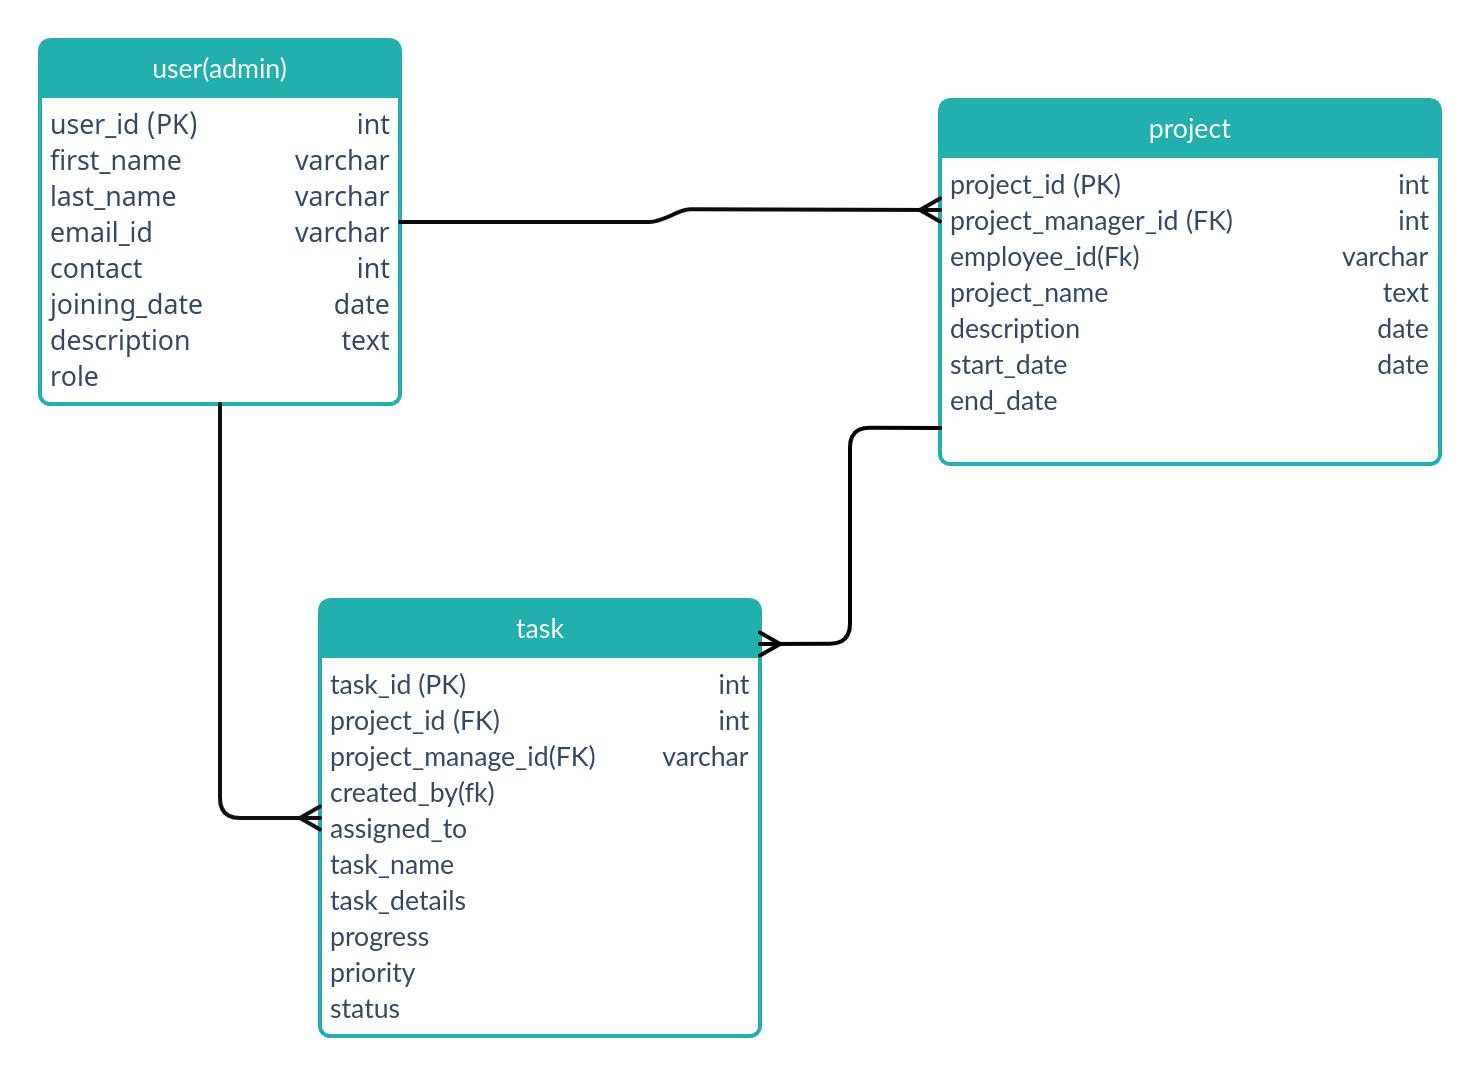 user(admin)
user_id (PK) int
first_name varchar
last_name varchar
email_id varchar
contact int
joining_date date
description text
role
project
project_id (PK) int
project_manager_id (FK) int
employee_id(Fk) varchar
project_name text
description date
start_date date
end_date
task
task_id (PK) int
project_id (FK) int
project_manage_id(FK) varchar
created_by(fk)
assigned_to
task_name
task_details
progress
priority
status